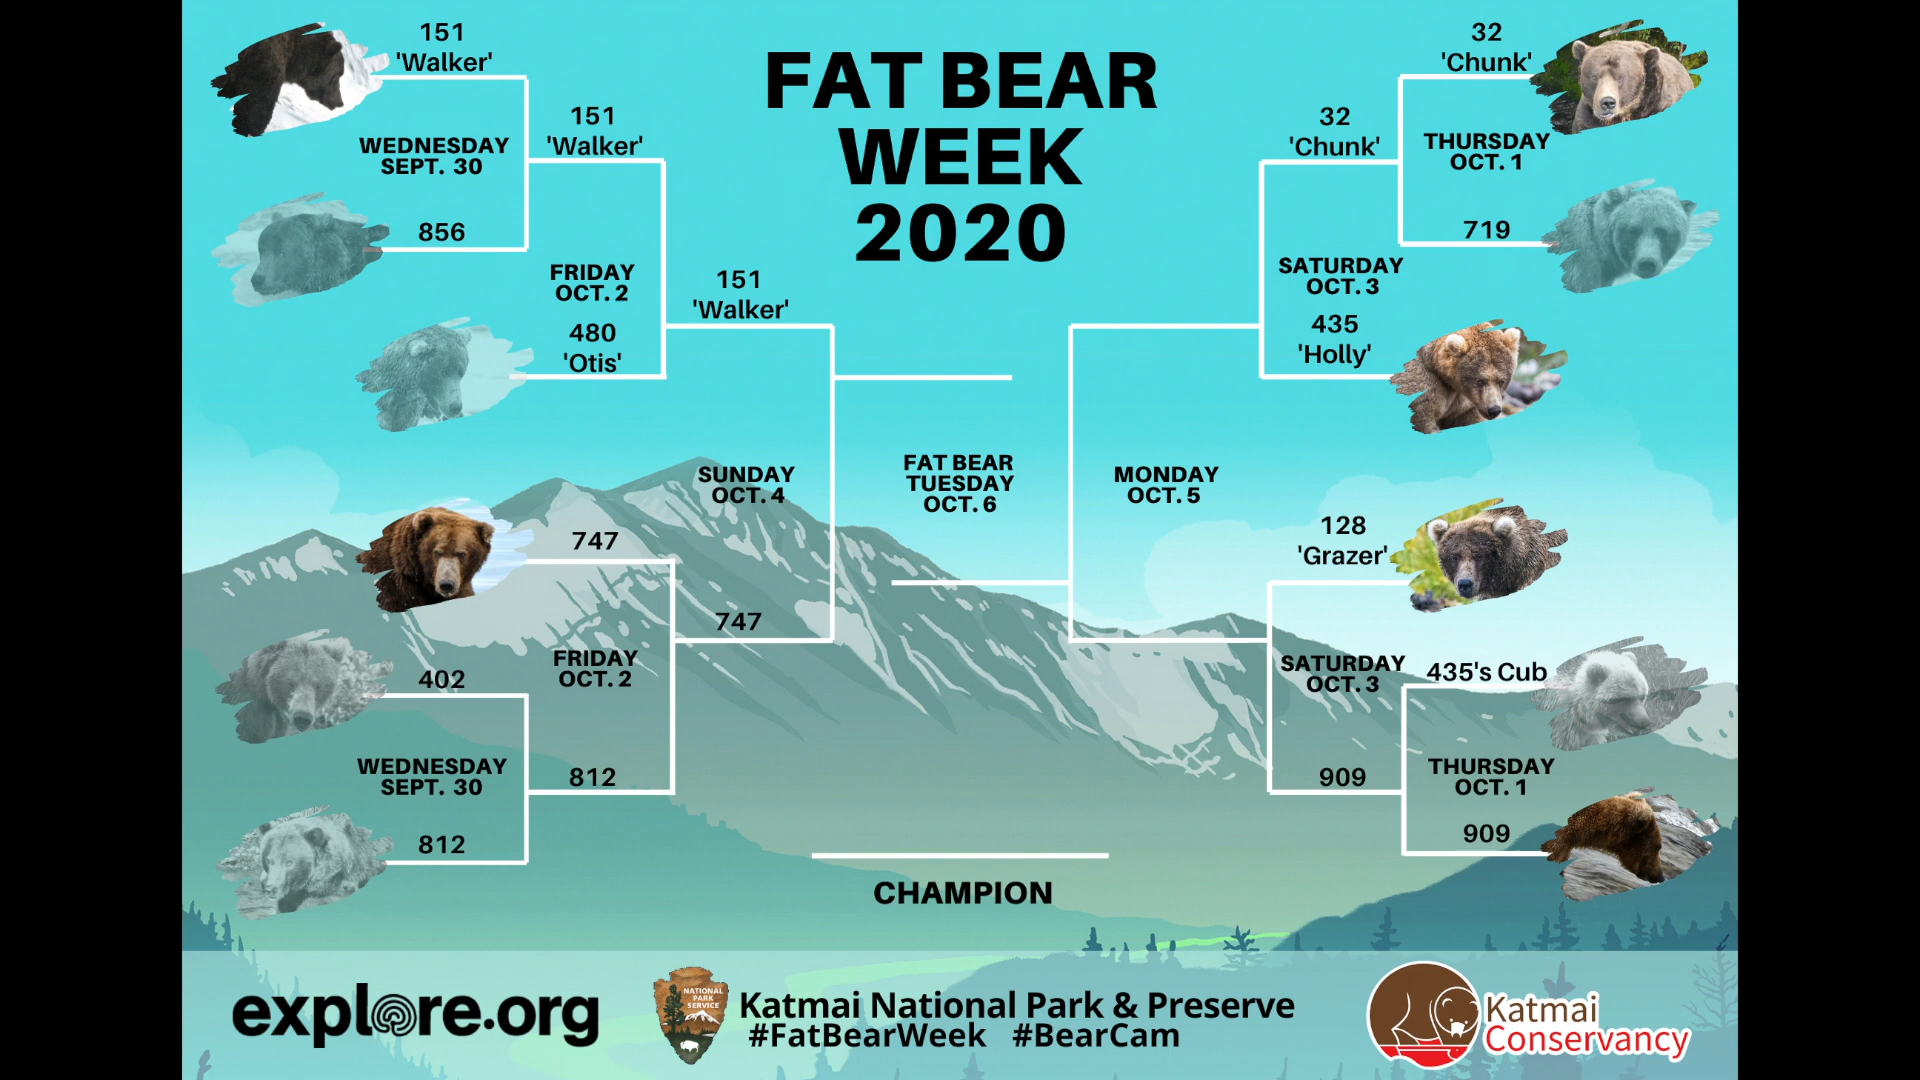 FAT BEAR
WEEK
2020
151
'Walker'
WEDNESDAY
SEPT. 30
856
151
'Walker'
FRIDAY
OCT. 2
480
'Otis'
151
'Walker'
SUNDAY
OCT. 4
747
747
402
FRIDAY
OCT. 2
WEDNESDAY
SEPT. 30
812
812
FAT BEAR
TUESDAY
OCT. 6
32
'Chunk'
32
'Chunk'
THURSDAY
OCT. 1
719
SATURDAY
OCT. 3
435
'Holly'
MONDAY
OCT. 5
128
'Grazer'
SATURDAY
OCT. 3
435's Cub
909
THURSDAY
OCT. 1
909
CHAMPION
explore.org
NATIONAL
PARK
SERVICE
Katmai National Park & Preserve
#FatBearWeek #BearCam
Katmai
Conservancy